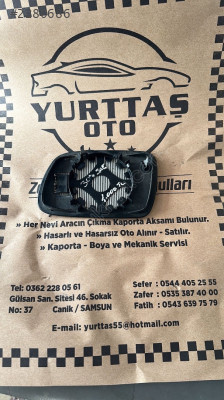 YURTTAŞ
OTO
» Her Nevi Aracın Çıkma Kaporta Aksamı Bulunur.
» Hasarlı ve Hasarsız Oto Alınır - Satılır.
» Kaporta - Boya ve Mekanik Servisi
Tel: 0362 228 05 61
Gülsan San. Sitesi 46. Sokak
No: 37 Canik / SAMSUN
Sefer : 0544 405 25 55
Zafer : 0535 387 40 00
Fatih : 0543 639 75 79
E-mail: yurttas55@hotmail.com